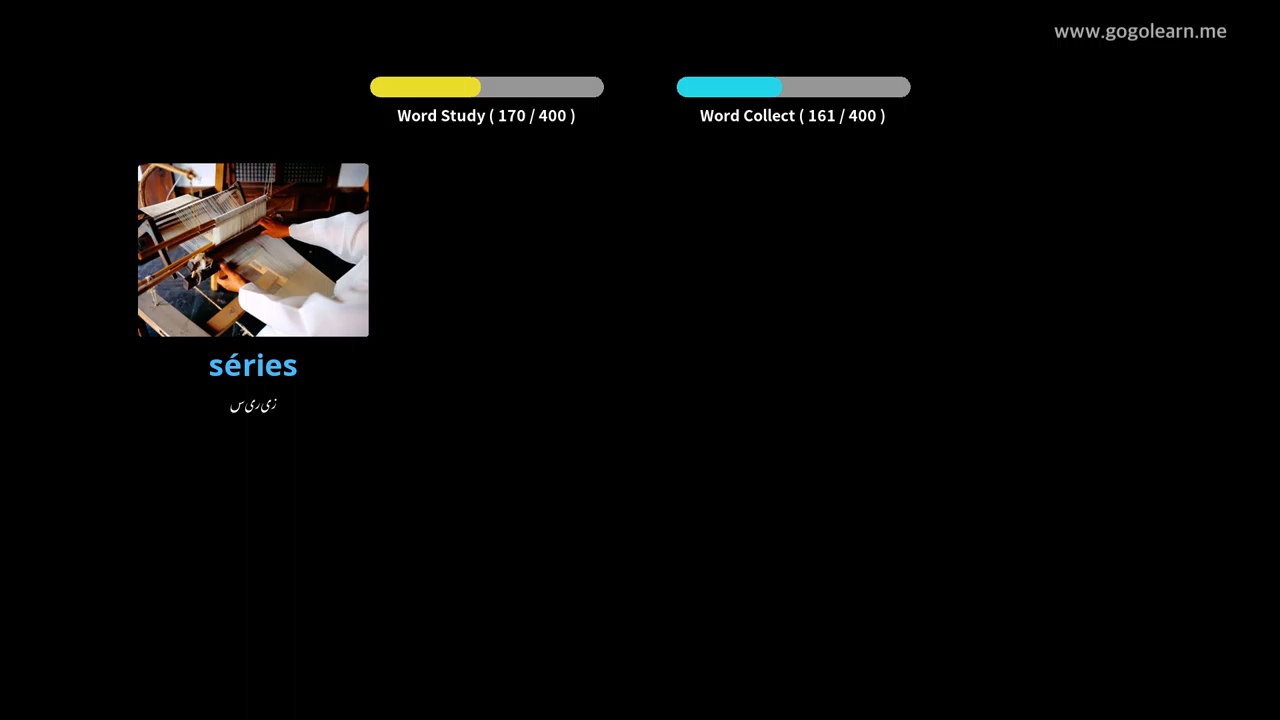 www.gogolearn.me
Word Study ( 170 / 400 )
Word Collect ( 161 / 400 )
séries
زی‌ری‌س